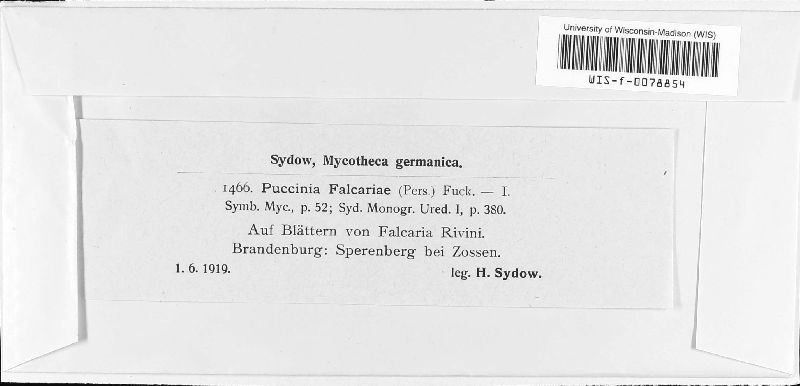 University of Wisconsin-Madison (WIS)
WIS-f-0078854
Sydow, Mycotheca germanica.
1466. Puccinia Falcariae (Pers.) Fuck. — I.
Symb. Myc., p. 52; Syd. Monogr. Ured. I, p. 380.
Auf Blättern von Falcaria Rivini.
Brandenburg: Sperenberg bei Zossen.
1. 6. 1919. leg. H. Sydow.